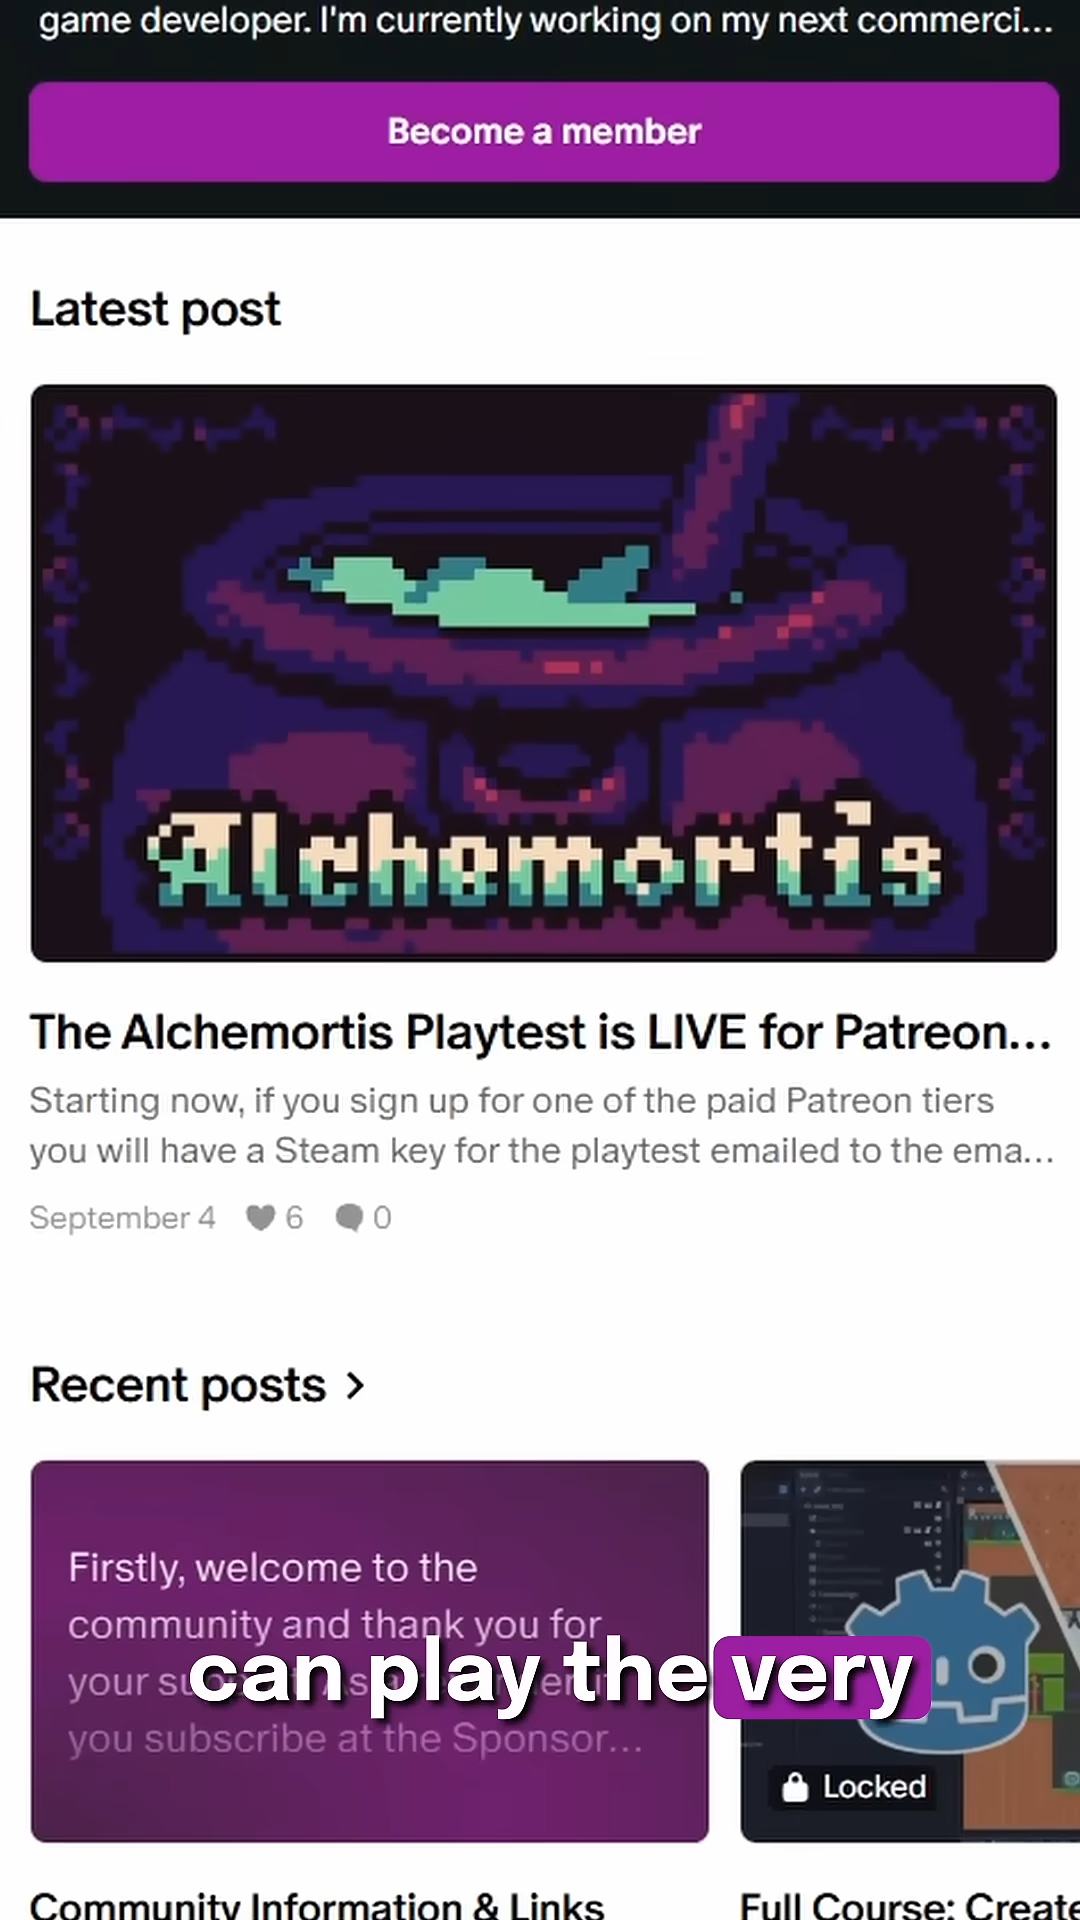 game developer. I'm currently working on my next commerci...
Become a member
Latest post
Alchemortis
The Alchemortis Playtest is LIVE for Patreon...
Starting now, if you sign up for one of the paid Patreon tiers
you will have a Steam key for the playtest emailed to the ema...
September 4 6 0
Recent posts >
Firstly, welcome to the
community and thank you for
your
can play the very
you subscribe at the Sponsor...
Locked
Community Information & Links
Full Course: Create